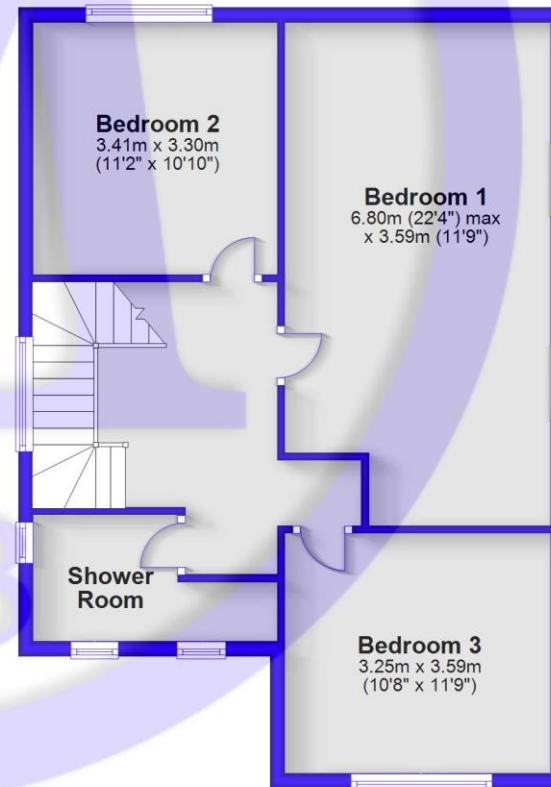 Bedroom 2
3.41m x 3.30m
(11'2" x 10'10")
Bedroom 1
6.80m (22'4") max
x 3.59m (11'9")
Shower
Room
Bedroom 3
3.25m x 3.59m
(10'8" x 11'9")